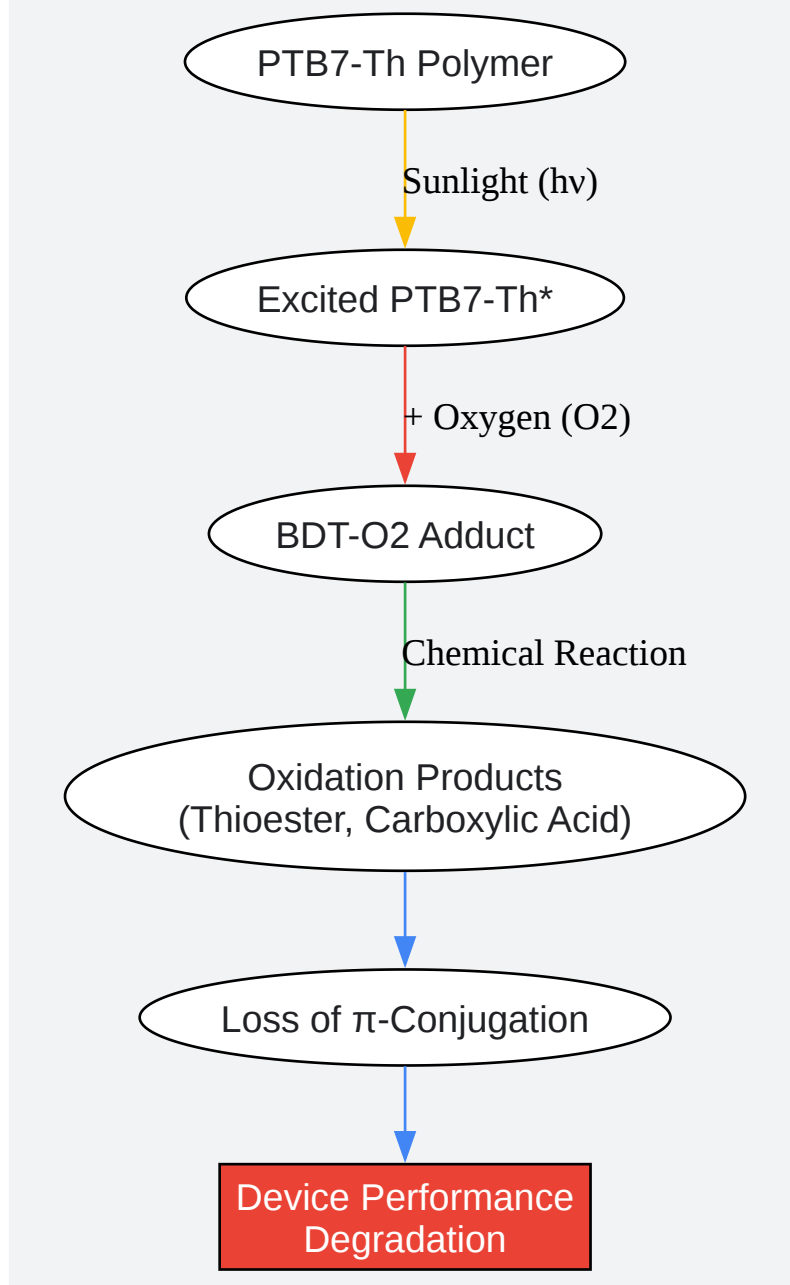 PTB7-Th Polymer
Sunlight (hν)
Excited PTB7-Th*
+ Oxygen (O2)
BDT-O2 Adduct
Chemical Reaction
Oxidation Products
(Thioester, Carboxylic Acid)
Loss of π-Conjugation
Device Performance
Degradation